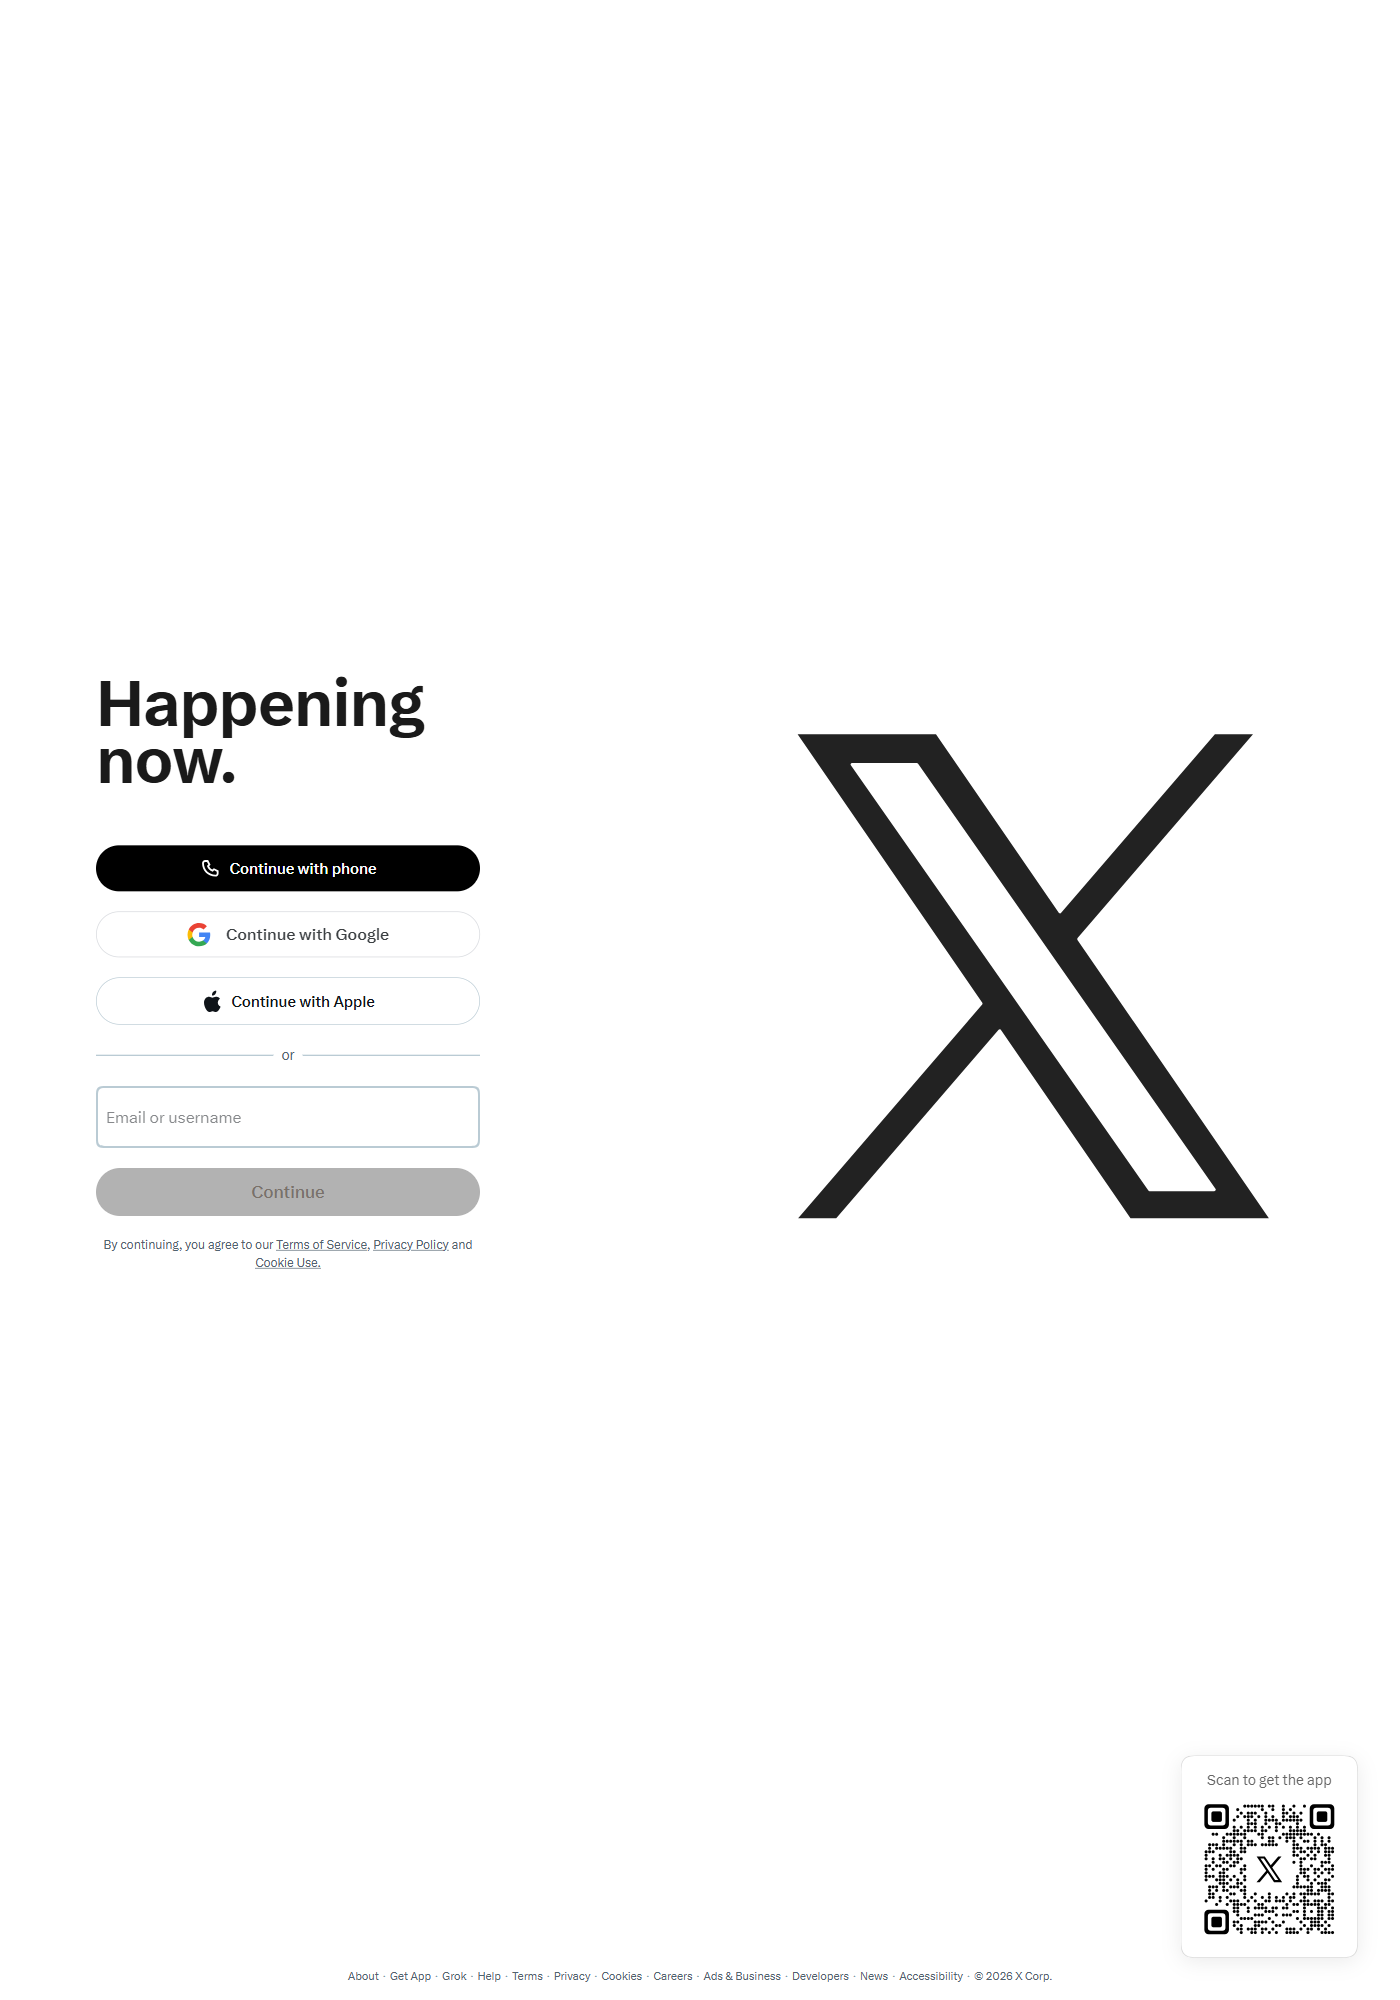 Happening
now.
Continue with phone
Continue with Google
Continue with Apple
or
Email or username
Continue
By continuing, you agree to our Terms of Service, Privacy Policy and
Cookie Use.
Scan to get the app
About · Get App · Grok · Help · Terms · Privacy · Cookies · Careers · Ads & Business · Developers · News · Accessibility · © 2026 X Corp.